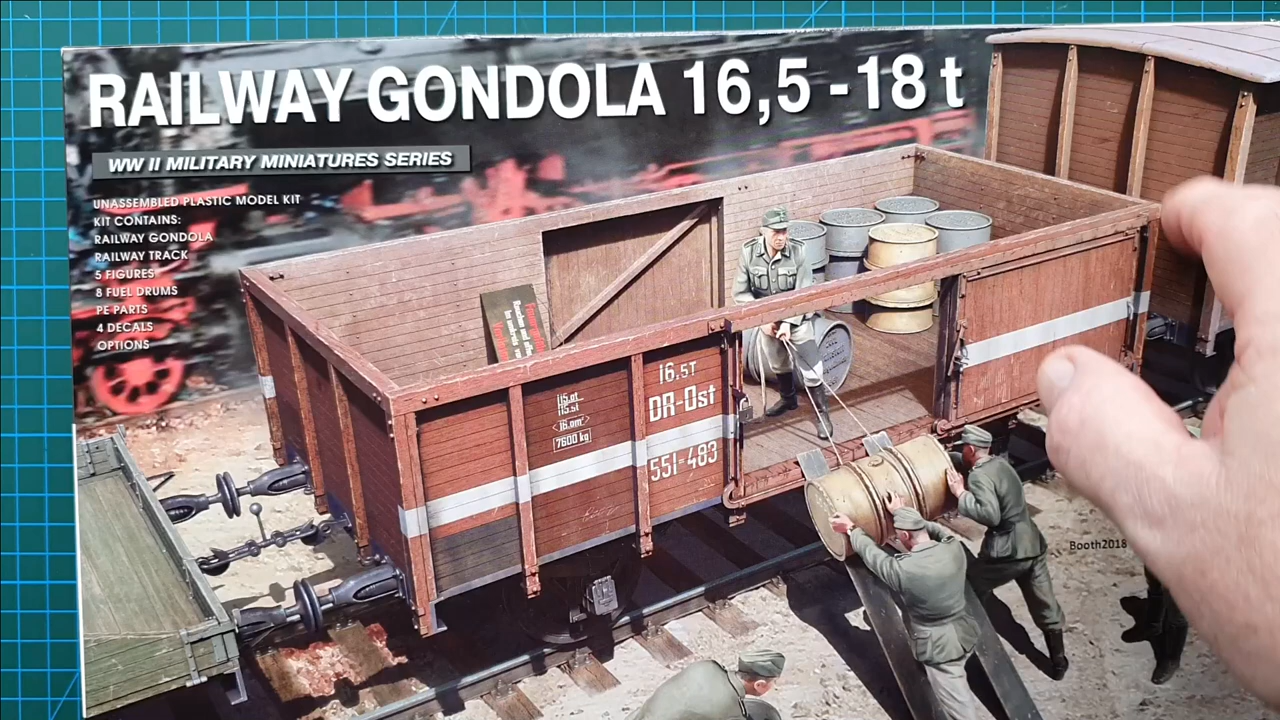 RAILWAY GONDOLA 16,5 - 18 t
WW II MILITARY MINIATURES SERIES
UNASSEMBLED PLASTIC MODEL KIT
KIT CONTAINS:
RAILWAY GONDOLA
RAILWAY TRACK
5 FIGURES
8 FUEL DRUMS
PE PARTS
4 DECALS
OPTIONS
16.5T
DR-Ost
7600 kg
551-483
Booth2018